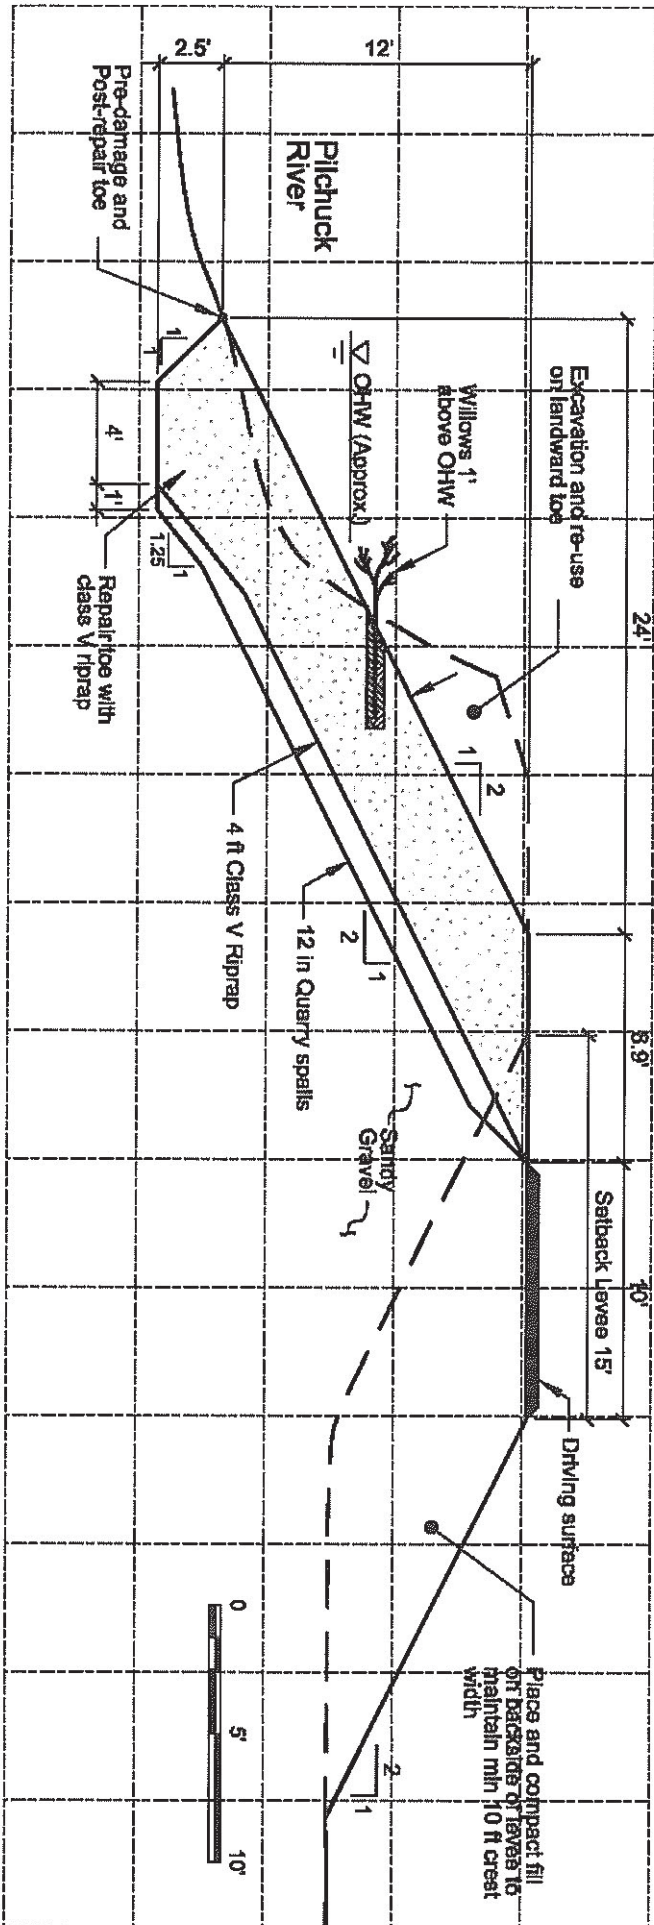 2.5'
12'
Pre-damage and
Post-repair toe
Pilchuck
River
1
1
4'
1'
1.25
1
Repair toe with
class V riprap
OHW (Approx.)
Willows 1'
above OHW
Excavation and re-use
on landward toe
24'
2
1
4 ft Class V Riprap
12 in Quarry spalls
1
2
Sandy
Gravel
8.9'
10'
Setback Levee 15'
Driving surface
Place and compact fill
on backside of levee to
maintain min 10 ft crest
width
2
1
0
5'
10'